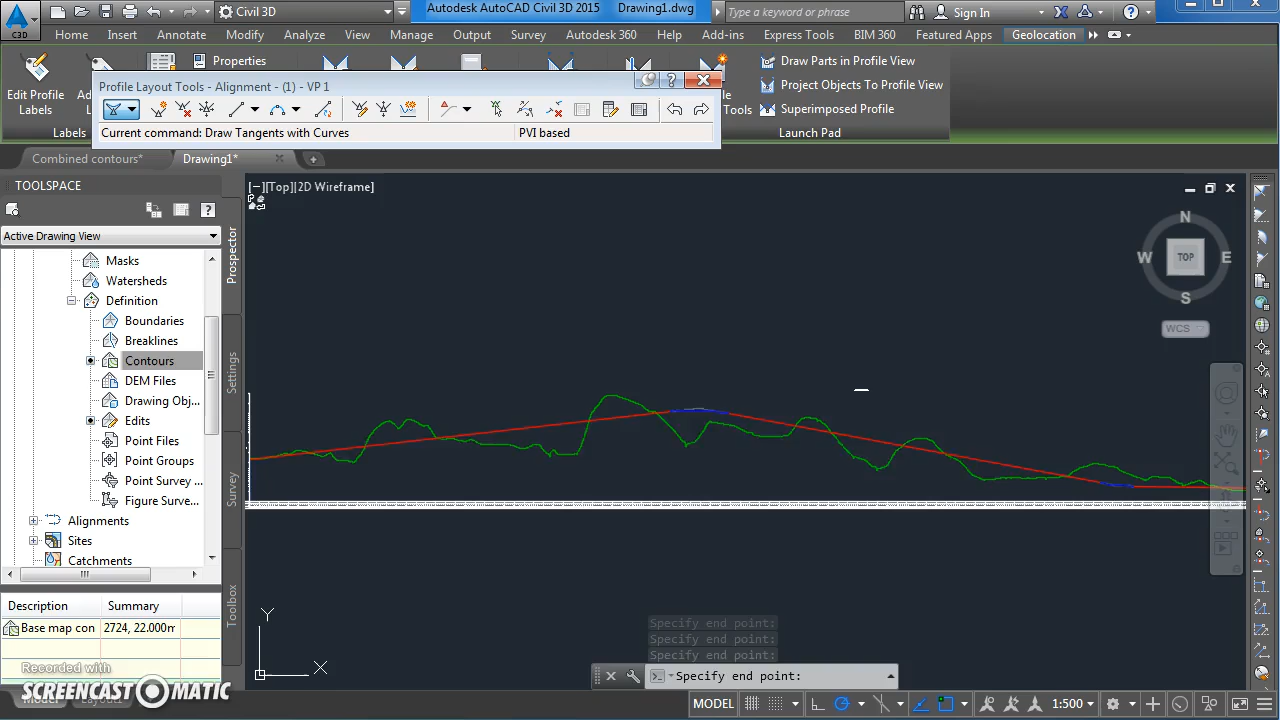 Civil 3D
Autodesk AutoCAD Civil 3D 2015 Drawing1.dwg
Type a keyword or phrase
Sign In
C3D
Home Insert Annotate Modify Analyze View Manage Output Survey Autodesk 360 Help Add-ins Express Tools BIM 360 Featured Apps Geolocation
Properties
Draw Parts in Profile View
Project Objects To Profile View
Superimposed Profile
Edit Profile
Labels
Labels
Tools
Launch Pad
Profile Layout Tools - Alignment - (1) - VP 1
Current command: Draw Tangents with Curves
PVI based
Combined contours*
Drawing1*
TOOLSPACE
[−][Top][2D Wireframe]
Active Drawing View
Masks
Watersheds
Definition
Boundaries
Breaklines
Contours
DEM Files
Drawing Obj...
Edits
Point Files
Point Groups
Point Survey ...
Figure Surve...
Alignments
Sites
Catchments
Prospector
Settings
Survey
Toolbox
N
W TOP E
S
WCS
Description Summary
Base map con 2724, 22.000m
Recorded with
SCREENCAST MATIC
Y
X
Specify end point:
Specify end point:
Specify end point:
Specify end point:
Model
MODEL
1:500